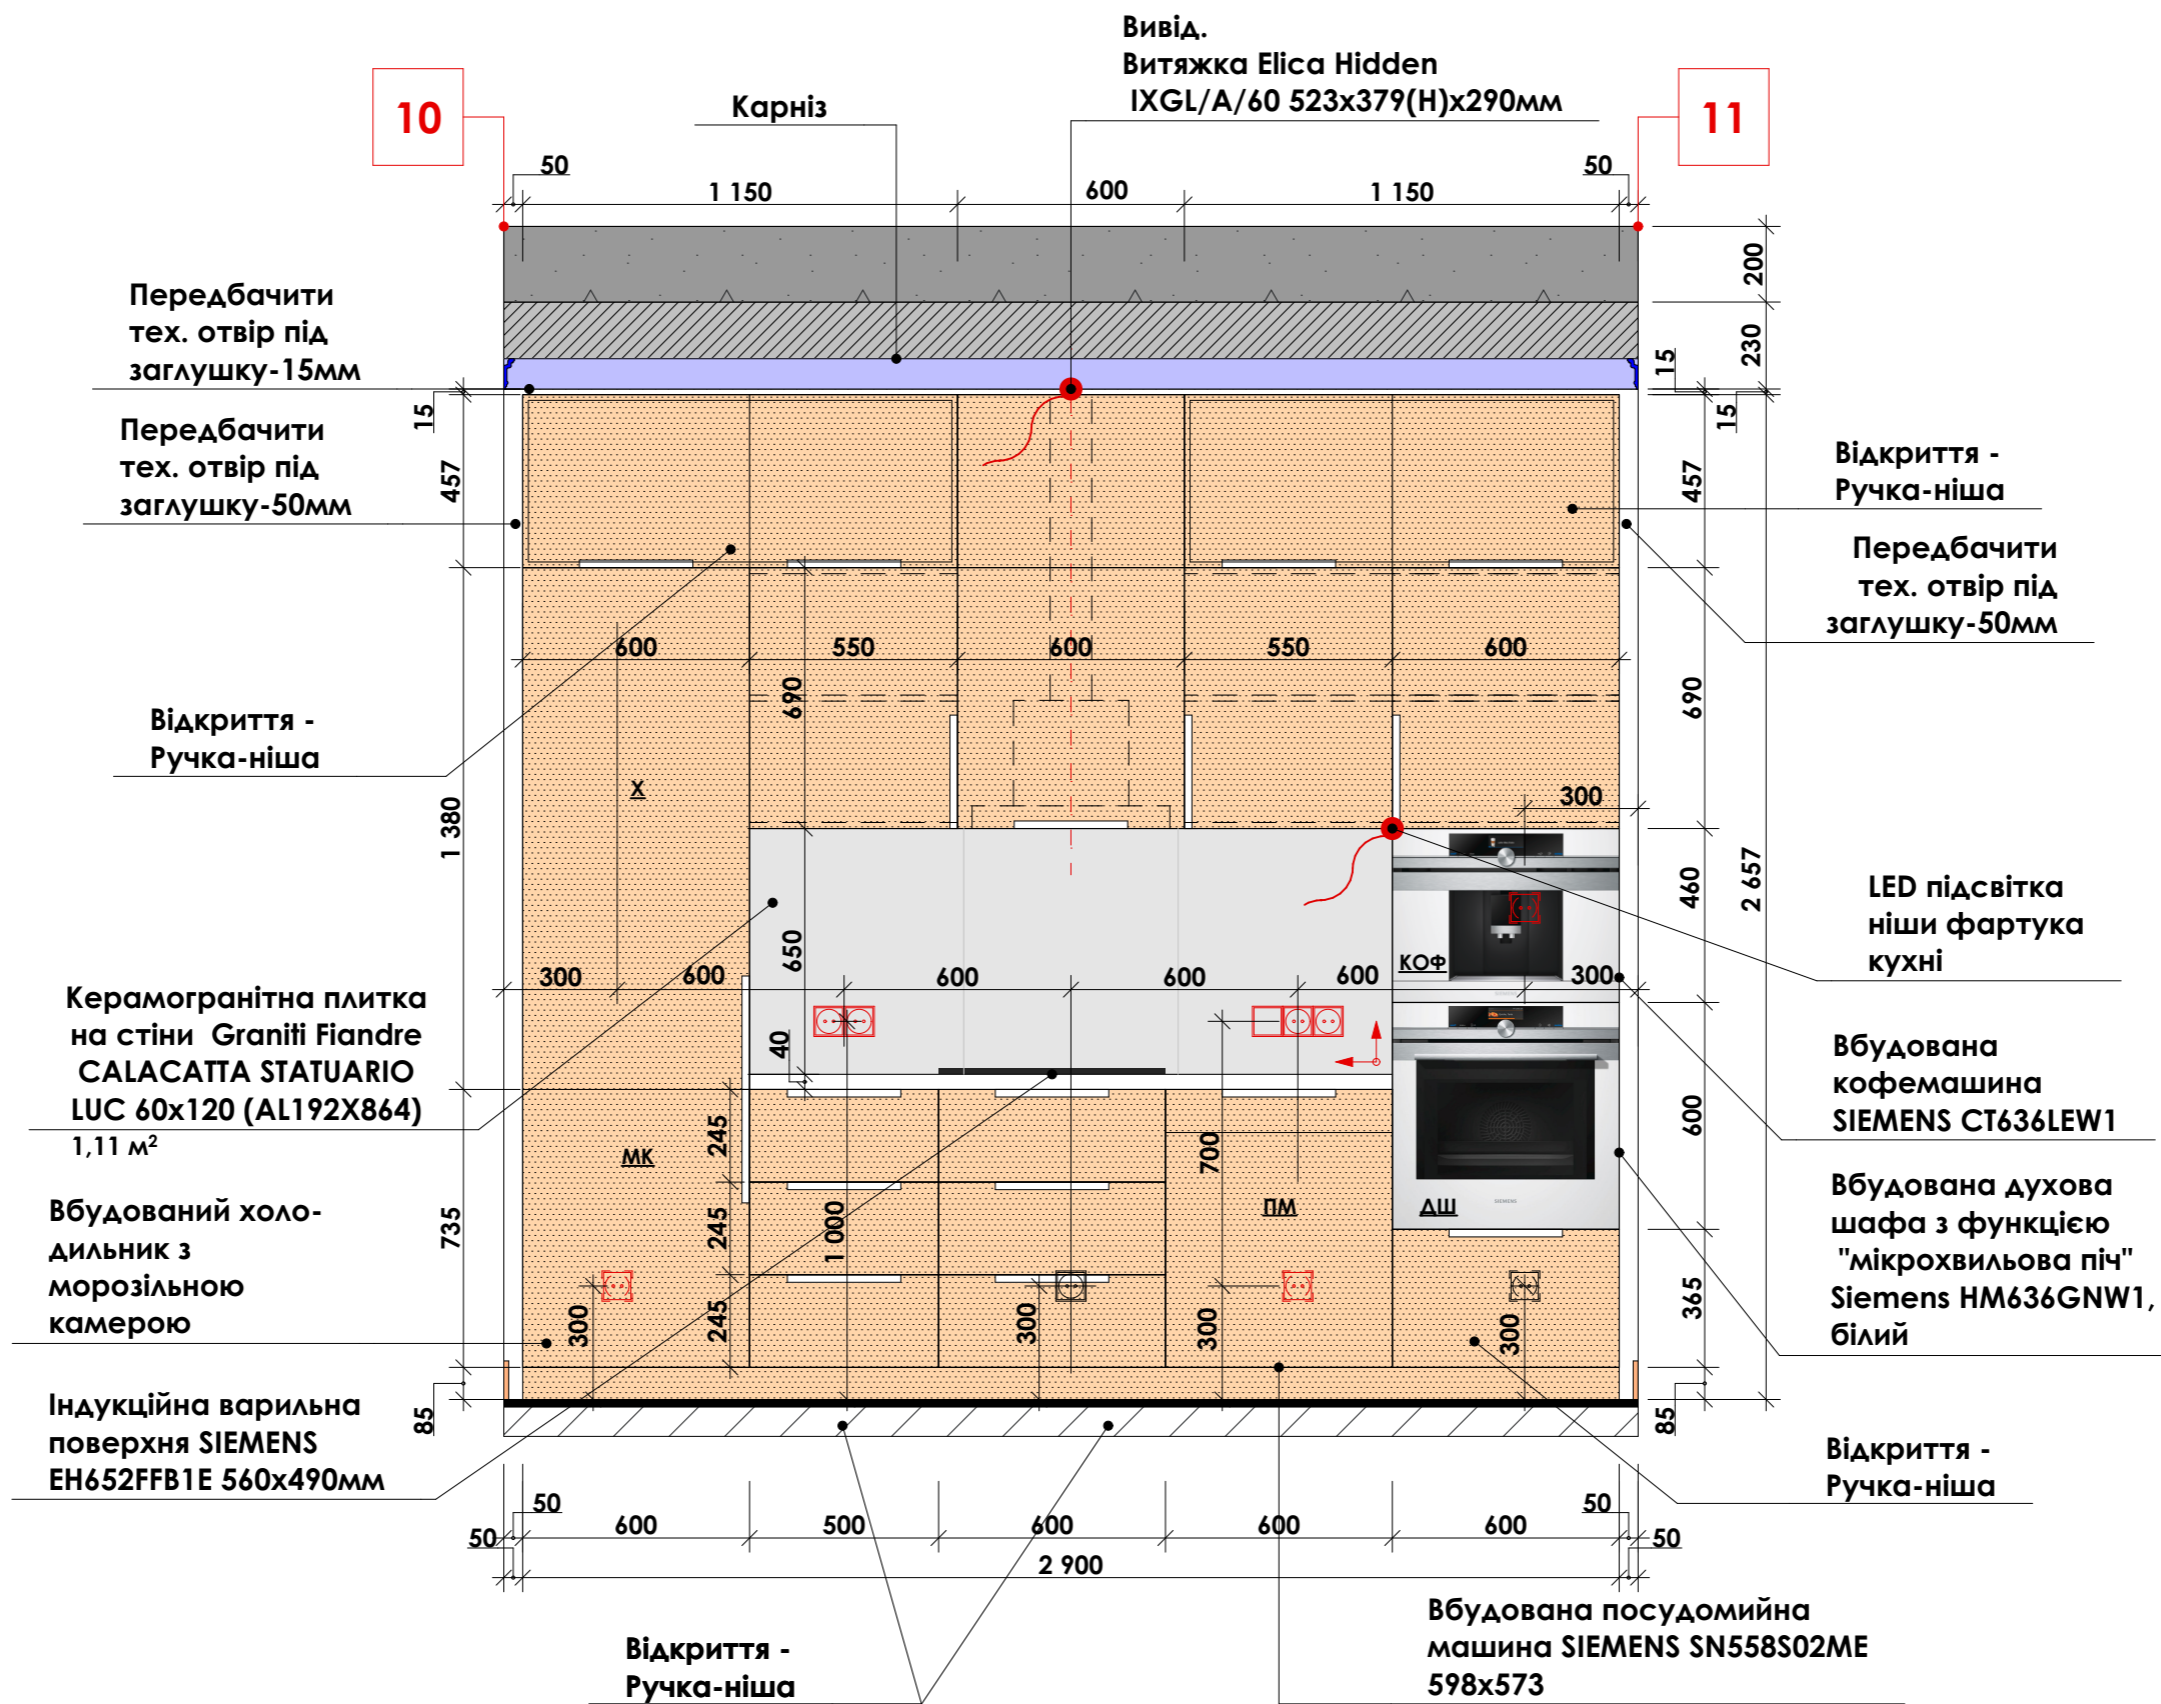 Вивід.
Витяжка Elica Hidden
IXGL/A/60 523x379(H)x290мм
10
Карніз
11
50
1 150
600
1 150
50
200
230
15
15
Передбачити
тех. отвір під
заглушку-15мм
15
Передбачити
тех. отвір під
заглушку-50мм
457
457
Відкриття -
Ручка-ніша
Передбачити
тех. отвір під
заглушку-50мм
600
550
600
550
600
690
690
Відкриття -
Ручка-ніша
X
300
1 380
460
2 657
LED підсвітка
ніши фартука
кухні
КОФ
650
300
600
600
600
600
300
Керамогранітна плитка
на стіни Graniti Fiandre
CALACATTA STATUARIO
LUC 60x120 (AL192X864)
1,11 м²
40
Вбудована
кофемашина
SIEMENS CT636LEW1
245
700
600
МК
ПМ
ДШ
SIEMENS
Вбудований холо-
дильник з
морозільною
камерою
735
245
1 000
Вбудована духова
шафа з функцією
"мікрохвильова піч"
Siemens HM636GNW1,
білий
300
245
300
300
300
365
85
85
Індукційна варильна
поверхня SIEMENS
EH652FFB1E 560x490мм
Відкриття -
Ручка-ніша
50
50
600
500
600
600
600
50
50
2 900
Відкриття -
Ручка-ніша
Вбудована посудомийна
машина SIEMENS SN558S02ME
598x573